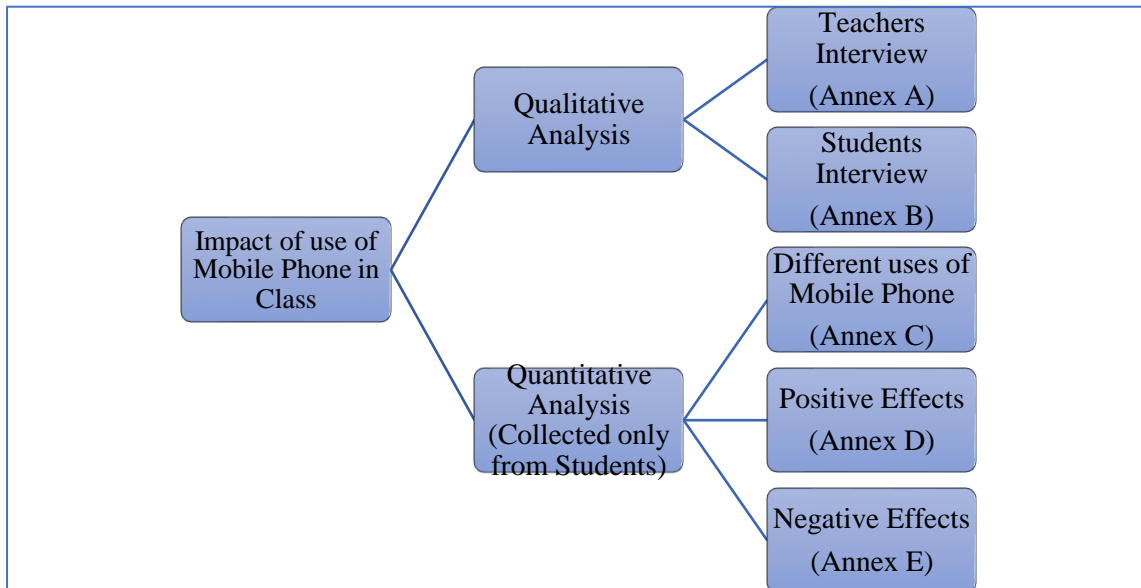 Impact of use of
Mobile Phone in
Class
Qualitative
Analysis
Teachers
Interview
(Annex A)
Students
Interview
(Annex B)
Quantitative
Analysis
(Collected only
from Students)
Different uses of
Mobile Phone
(Annex C)
Positive Effects
(Annex D)
Negative Effects
(Annex E)